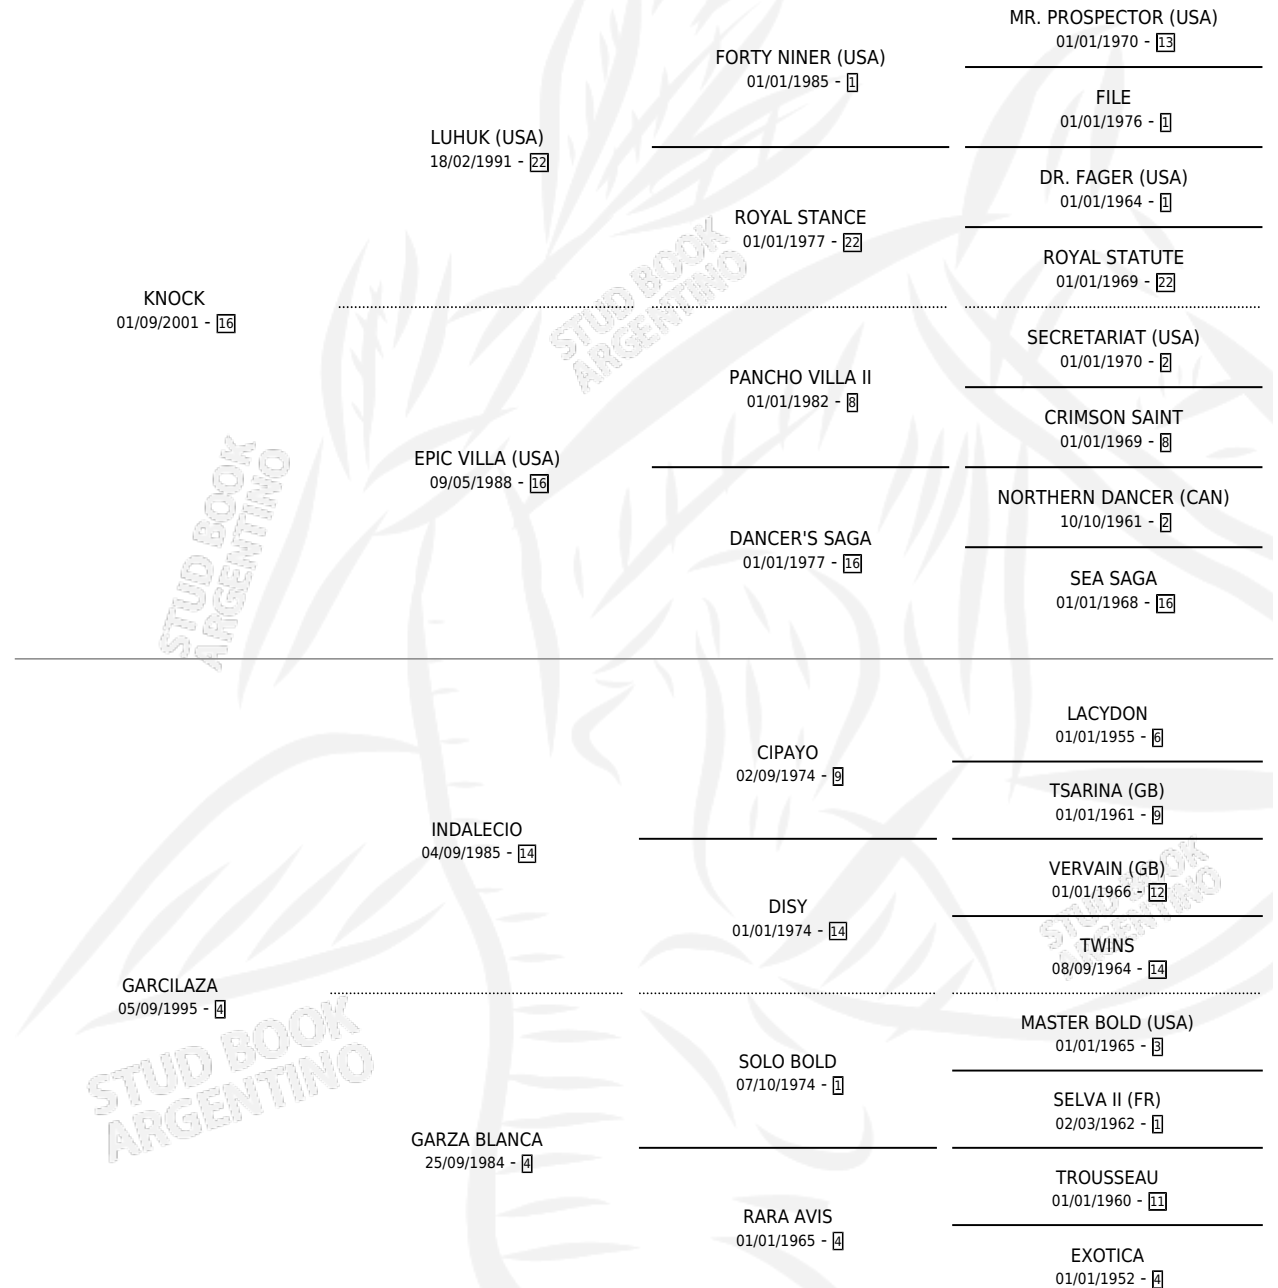 MR. PROSPECTOR (USA)
01/01/1970 - 13
FORTY NINER (USA)
01/01/1985 - 1
FILE
01/01/1976 - 1
LUHUK (USA)
18/02/1991 - 22
DR. FAGER (USA)
01/01/1964 - 1
ROYAL STANCE
01/01/1977 - 22
ROYAL STATUTE
01/01/1969 - 22
KNOCK
01/09/2001 - 16
STUD BOOK
ARGENTINO
SECRETARIAT (USA)
01/01/1970 - 2
PANCHO VILLA II
01/01/1982 - 8
CRIMSON SAINT
01/01/1969 - 8
EPIC VILLA (USA)
09/05/1988 - 16
NORTHERN DANCER (CAN)
10/10/1961 - 2
DANCER'S SAGA
01/01/1977 - 16
SEA SAGA
01/01/1968 - 16
STUD BOOK
ARGENTINO
LACYDON
01/01/1955 - 6
CIPAYO
02/09/1974 - 9
TSARINA (GB)
01/01/1961 - 9
INDALECIO
04/09/1985 - 14
VERVAIN (GB)
01/01/1966 - 12
DISY
01/01/1974 - 14
STUD BOOK
ARGENTINO
TWINS
08/09/1964 - 14
GARCILAZA
05/09/1995 - 4
STUD BOOK
ARGENTINO
MASTER BOLD (USA)
01/01/1965 - 3
SOLO BOLD
07/10/1974 - 1
SELVA II (FR)
02/03/1962 - 1
GARZA BLANCA
25/09/1984 - 4
TROUSSEAU
01/01/1960 - 11
RARA AVIS
01/01/1965 - 4
EXOTICA
01/01/1952 - 4